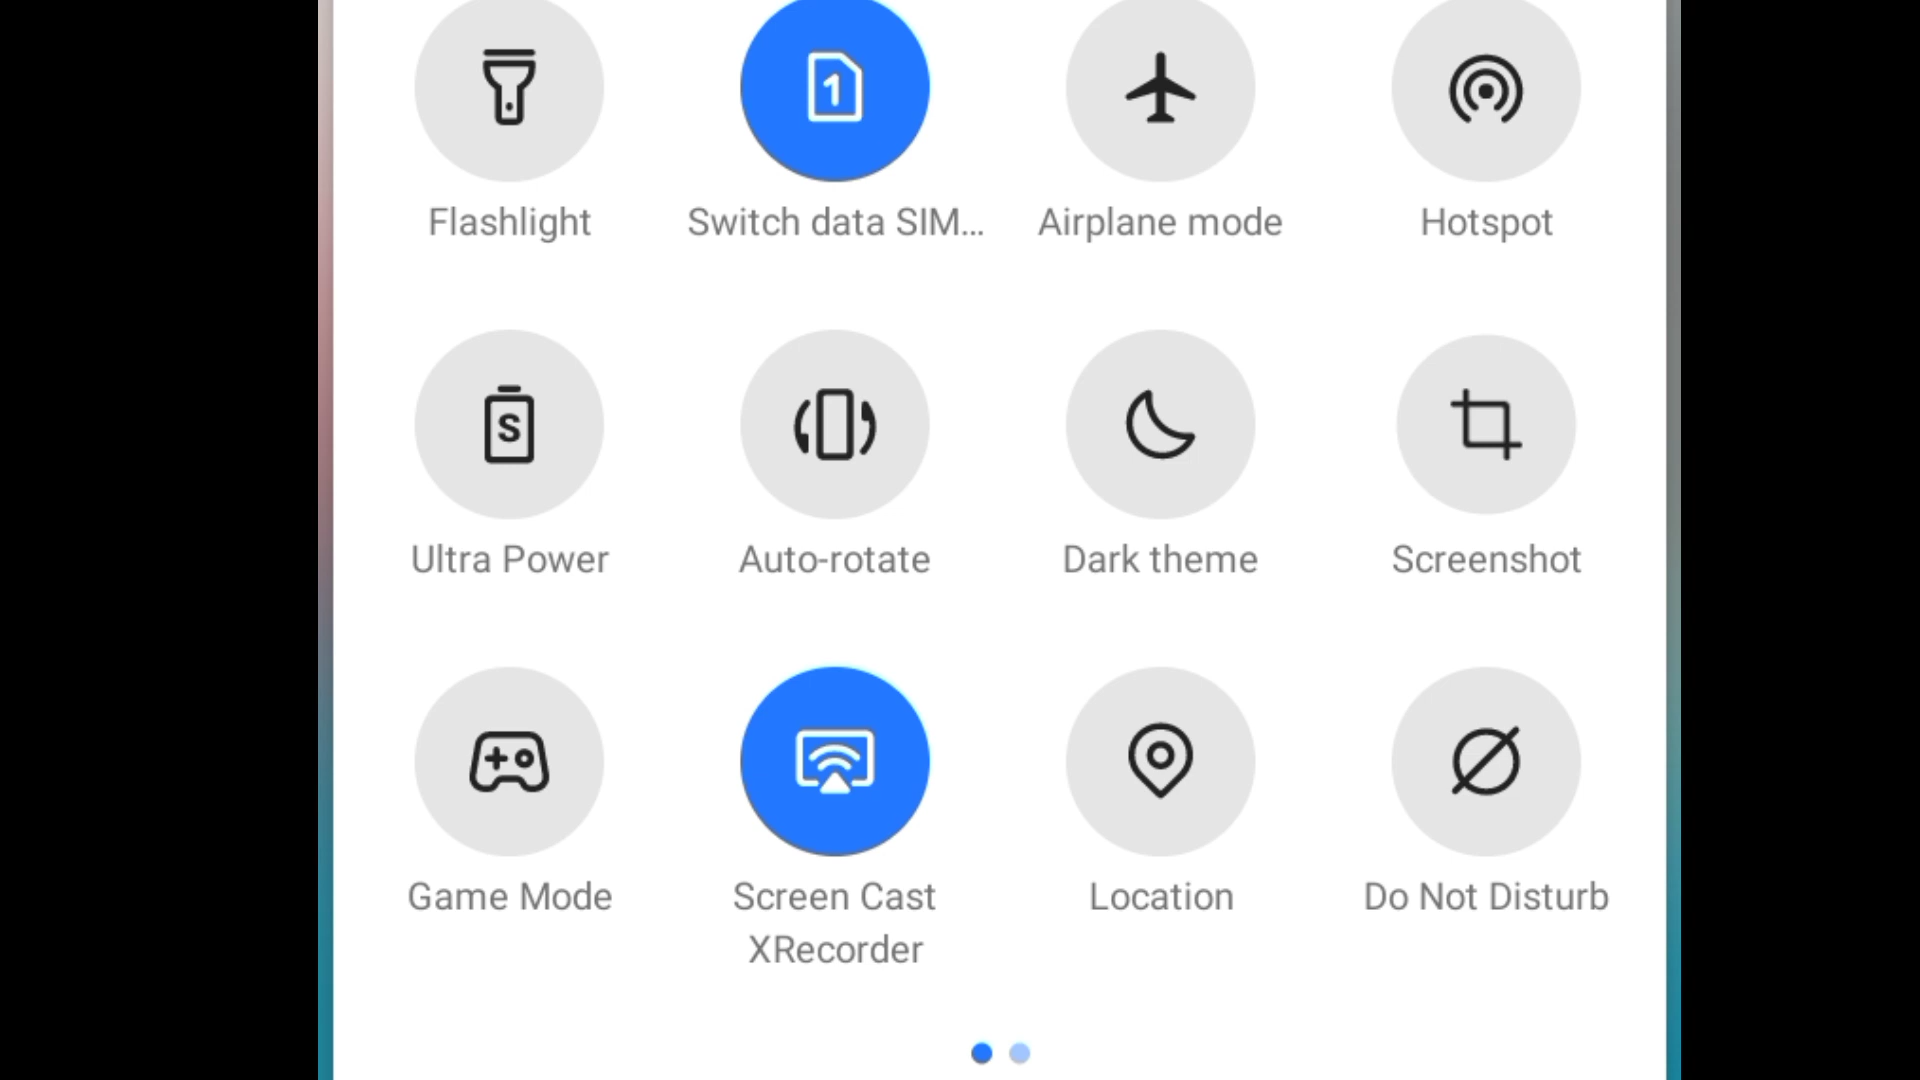 1
Flashlight
Switch data SIM...
Airplane mode
Hotspot
S
Ultra Power
Auto-rotate
Dark theme
Screenshot
Game Mode
Screen Cast
XRecorder
Location
Do Not Disturb